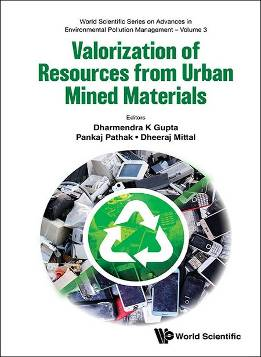 World Scientific Series on Advances in
Environmental Pollution Management – Volume 3
Valorization of
Resources from Urban
Mined Materials
Editors
Dharmendra K Gupta
Pankaj Pathak • Dheeraj Mittal
World Scientific